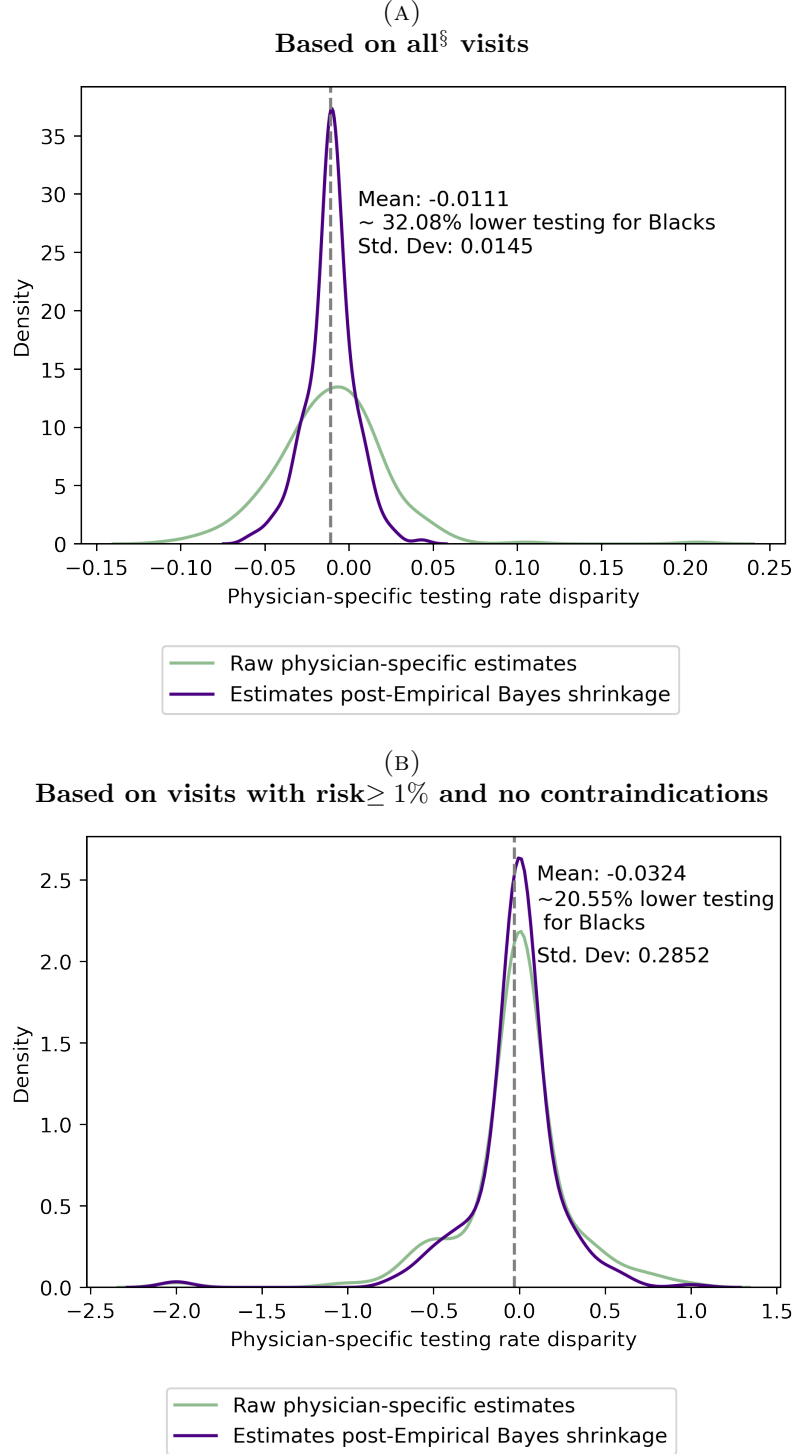 (A)
Based on all§ visits
Mean: -0.0111
~ 32.08% lower testing for Blacks
Std. Dev: 0.0145
Density
35
30
25
20
15
10
5
0
−0.15 −0.10 −0.05 0.00 0.05 0.10 0.15 0.20 0.25
Physician-specific testing rate disparity
Raw physician-specific estimates
Estimates post-Empirical Bayes shrinkage
(B)
Based on visits with risk≥ 1% and no contraindications
Mean: -0.0324
~20.55% lower testing
for Blacks
Std. Dev: 0.2852
Density
2.5
2.0
1.5
1.0
0.5
0.0
−2.5 −2.0 −1.5 −1.0 −0.5 0.0 0.5 1.0 1.5
Physician-specific testing rate disparity
Raw physician-specific estimates
Estimates post-Empirical Bayes shrinkage